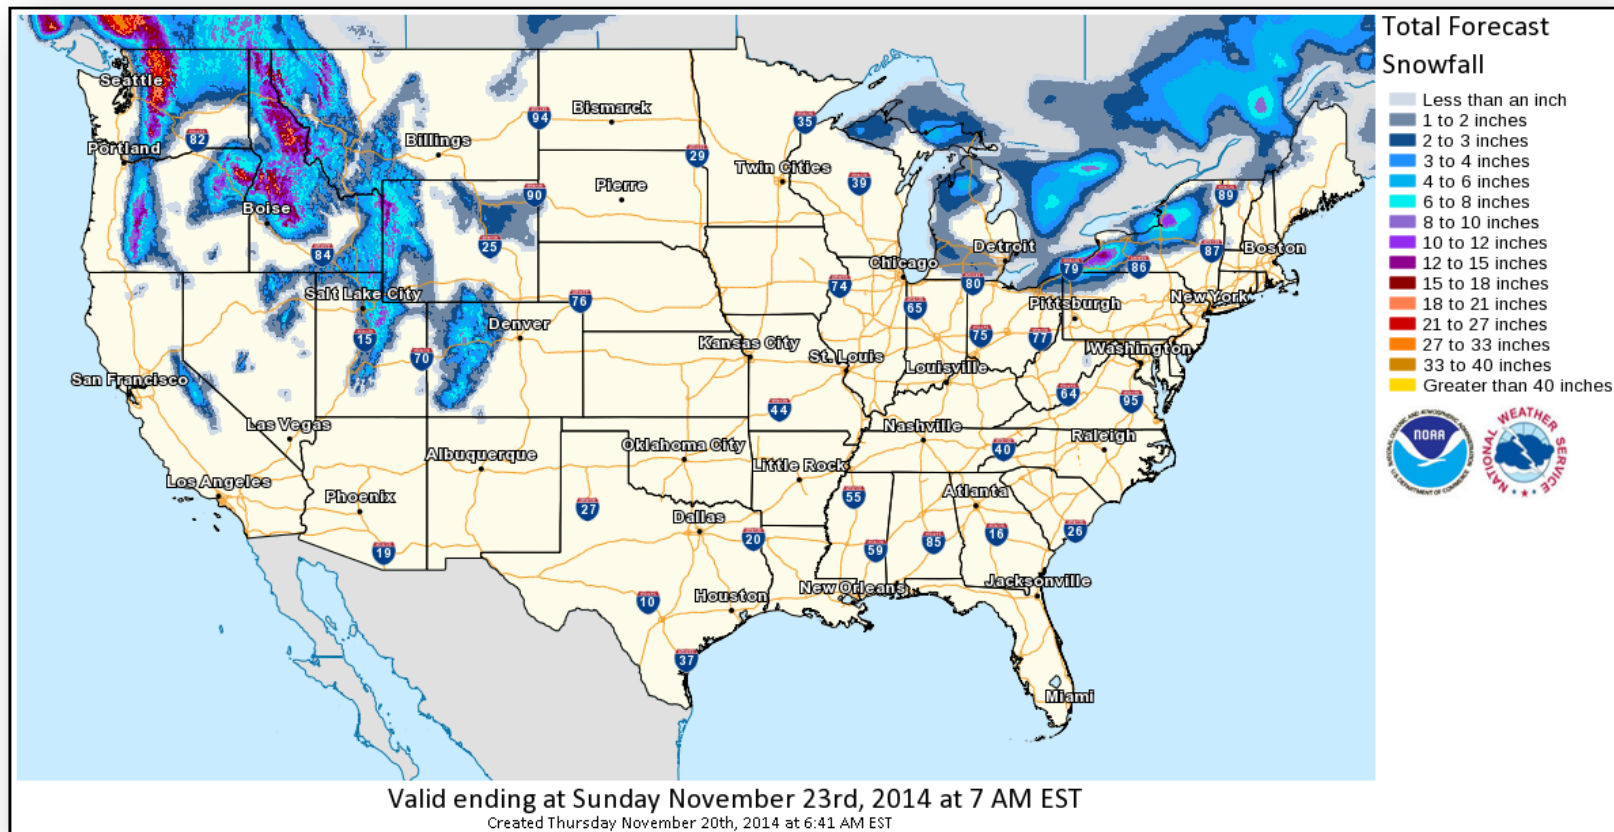 Total Forecast
Snowfall
Less than an inch
1 to 2 inches
2 to 3 inches
3 to 4 inches
4 to 6 inches
6 to 8 inches
8 to 10 inches
10 to 12 inches
12 to 15 inches
15 to 18 inches
18 to 21 inches
21 to 27 inches
27 to 33 inches
33 to 40 inches
Greater than 40 inches
NOAA
NATIONAL OCEANIC AND ATMOSPHERIC ADMINISTRATION
U.S. DEPARTMENT OF COMMERCE
NATIONAL WEATHER SERVICE
Seattle
Portland
82
Boise
84
Billings
94
Bismarck
29
Pierre
90
25
35
Twin Cities
39
Salt Lake City
15
70
Denver
76
San Francisco
Las Vegas
Los Angeles
Phoenix
19
Albuquerque
Oklahoma City
27
Dallas
20
10
Houston
37
Kansas City
44
St. Louis
Little Rock
Chicago
74
65
Detroit
80
75
77
Louisville
Nashville
40
55
59
85
Atlanta
16
26
New Orleans
Jacksonville
Miami
Raleigh
95
64
Washington
Pittsburgh
79
86
New York
87
89
Boston
Valid ending at Sunday November 23rd, 2014 at 7 AM EST
Created Thursday November 20th, 2014 at 6:41 AM EST